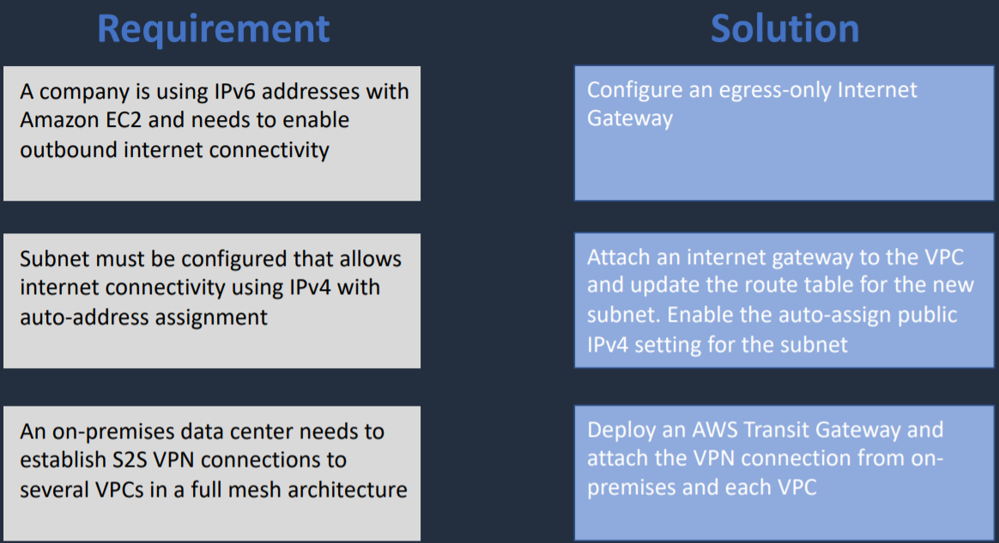 Requirement
Solution
A company is using IPv6 addresses with
Amazon EC2 and needs to enable
outbound internet connectivity
Configure an egress-only Internet
Gateway
Subnet must be configured that allows
internet connectivity using IPv4 with
auto-address assignment
Attach an internet gateway to the VPC
and update the route table for the new
subnet. Enable the auto-assign public
IPv4 setting for the subnet
An on-premises data center needs to
establish S2S VPN connections to
several VPCs in a full mesh architecture
Deploy an AWS Transit Gateway and
attach the VPN connection from on-
premises and each VPC